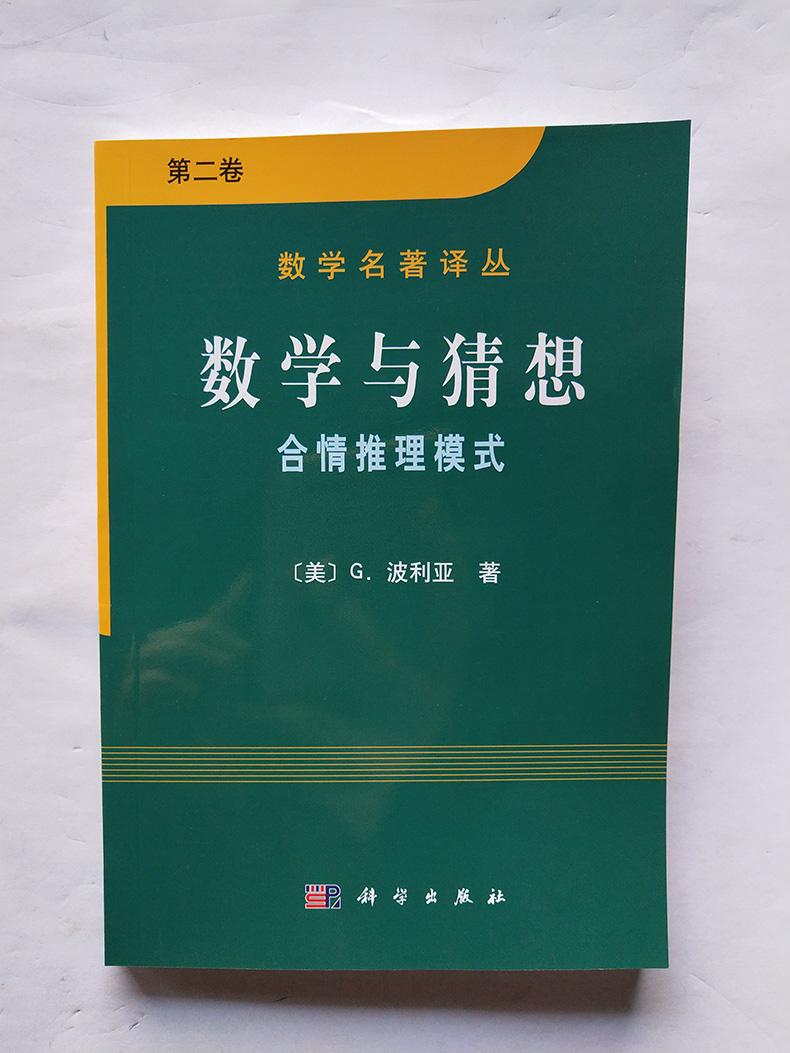 第二卷
数学名著译丛
数学与猜想
合情推理模式
〔美〕G. 波利亚 著
科学出版社